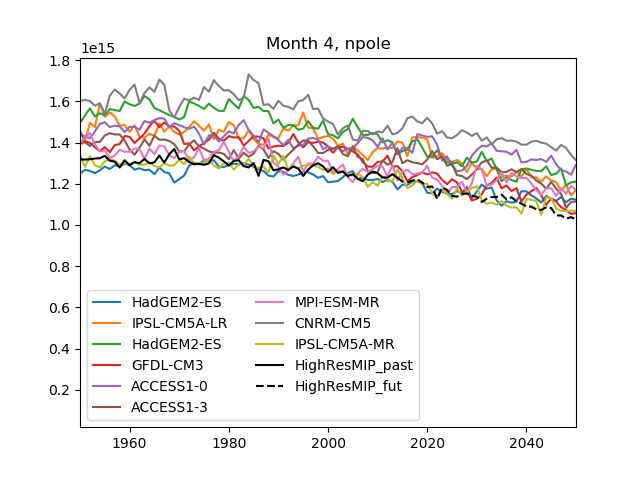 Month 4, npole
1e15
1.8
1.6
1.4
1.2
1.0
0.8
0.6
0.4
0.2
HadGEM2-ES
IPSL-CM5A-LR
HadGEM2-ES
GFDL-CM3
ACCESS1-0
ACCESS1-3
MPI-ESM-MR
CNRM-CM5
IPSL-CM5A-MR
HighResMIP_past
HighResMIP_fut
1960 1980 2000 2020 2040